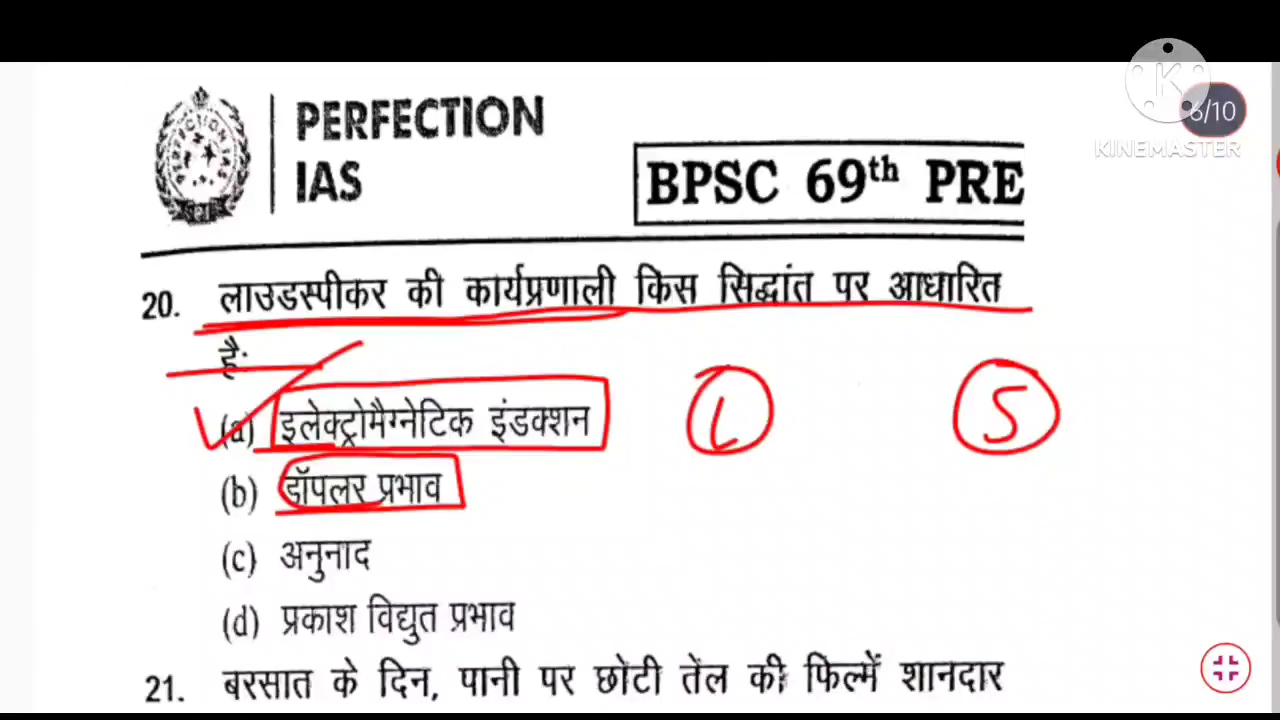 KINEMASTER
6/10
PERFECTION
IAS
BPSC 69th PRE
20. लाउडस्पीकर की कार्यप्रणाली किस सिद्धांत पर आधारित
है:
(a) इलेक्ट्रोमैग्नेटिक इंडक्शन
L
S
(b) डॉपलर प्रभाव
(c) अनुनाद
(d) प्रकाश विद्युत प्रभाव
21. बरसात के दिन, पानी पर छोटी तेल की फिल्में शानदार